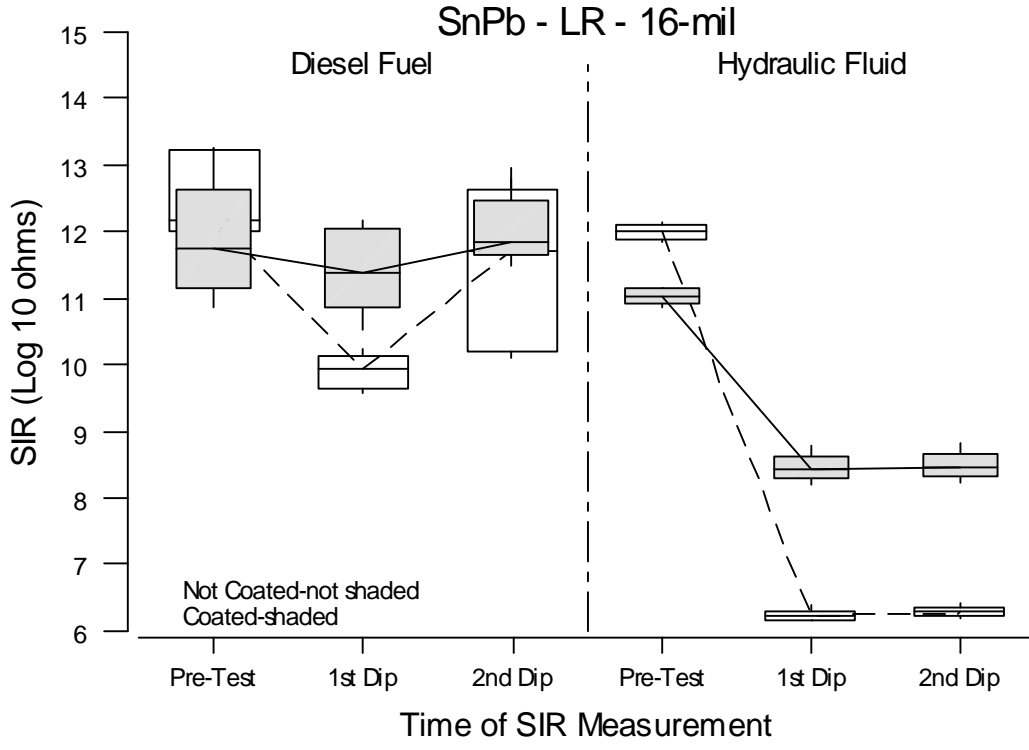 SnPb - LR - 16-mil
Diesel Fuel
Hydraulic Fluid
SIR (Log 10 ohms)
15
14
13
12
11
10
9
8
7
6
Not Coated-not shaded
Coated-shaded
Pre-Test 1st Dip 2nd Dip Pre-Test 1st Dip 2nd Dip
Time of SIR Measurement